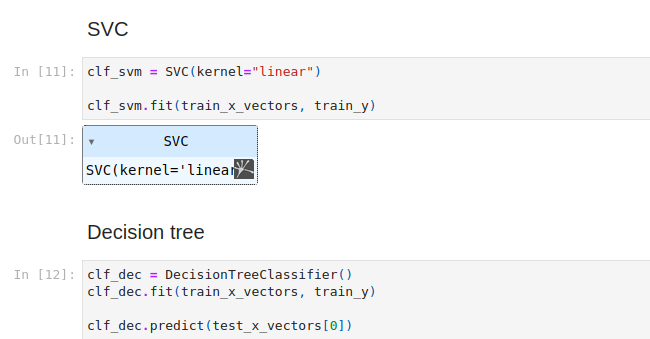 SVC
In [11]:
clf_svm = SVC(kernel="linear")
clf_svm.fit(train_x_vectors, train_y)
Out[11]:
▾ SVC
SVC(kernel='linear
Decision tree
In [12]:
clf_dec = DecisionTreeClassifier()
clf_dec.fit(train_x_vectors, train_y)
clf_dec.predict(test_x_vectors[0])